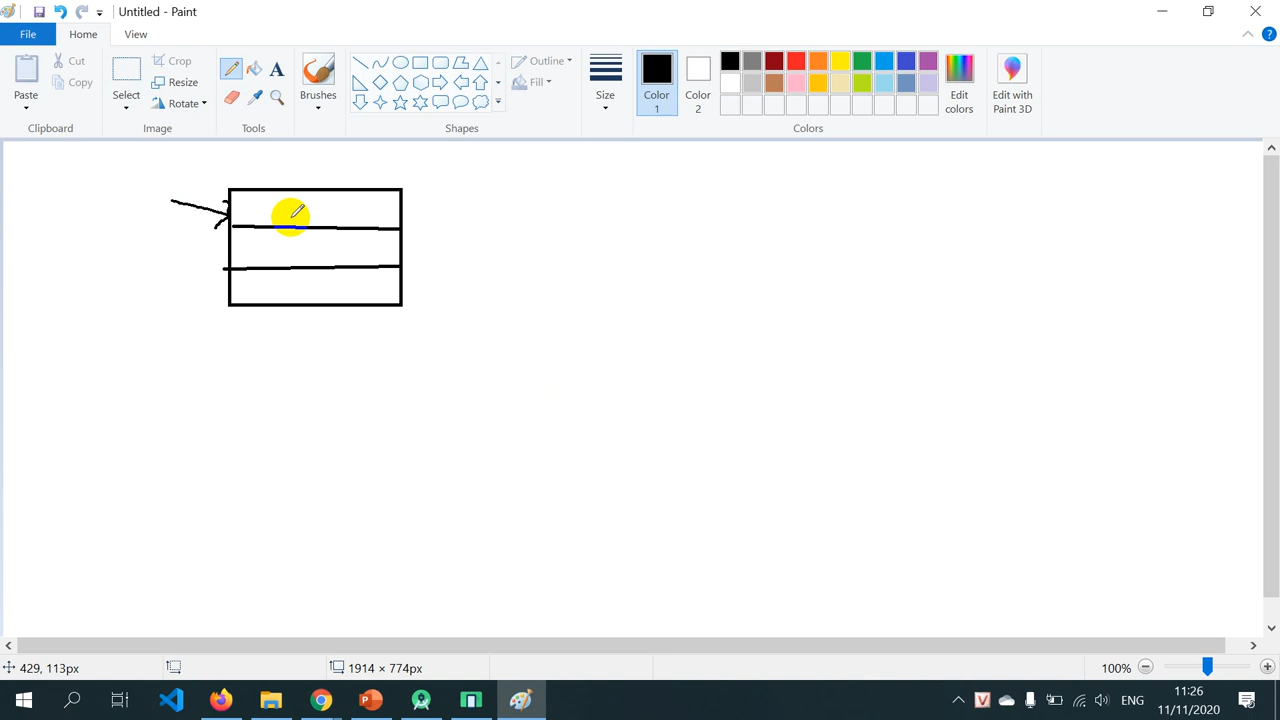 Untitled - Paint
File Home View
Paste
Cut
Copy
Clipboard
Select
Crop
Resize
Rotate
Image
A
Tools
Brushes
Outline
Fill
Shapes
Size
Color 1
Color 2
Edit colors
Colors
Edit with Paint 3D
429, 113px
1914 × 774px
100%
ENG
11:26
11/11/2020